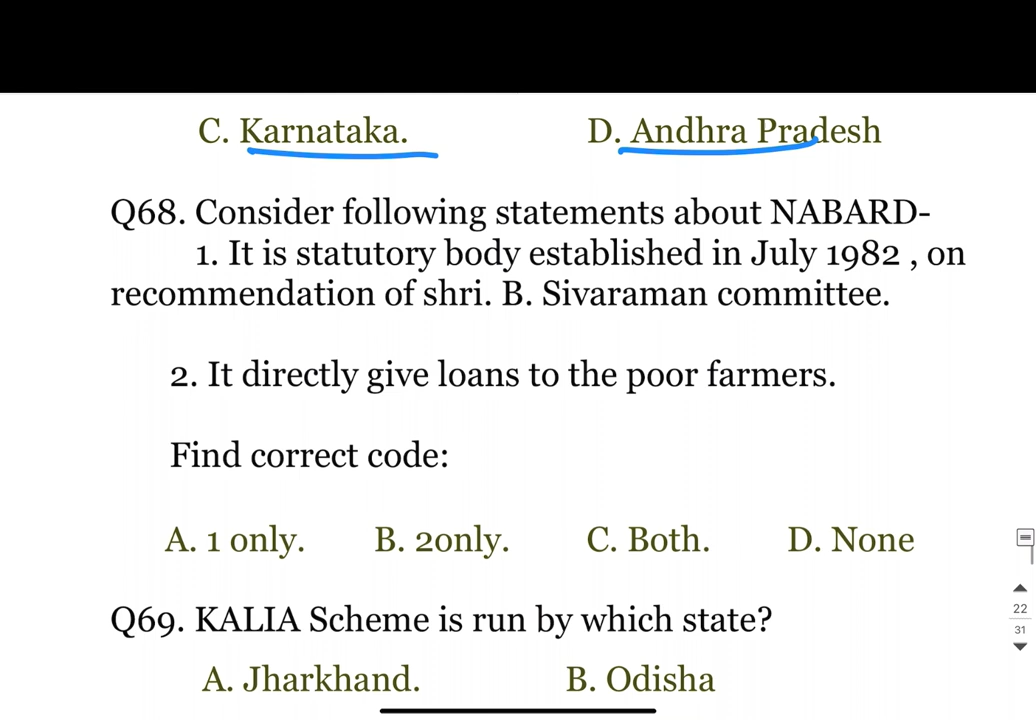 C. Karnataka. D. Andhra Pradesh
Q68. Consider following statements about NABARD-
1. It is statutory body established in July 1982 , on
recommendation of shri. B. Sivaraman committee.
2. It directly give loans to the poor farmers.
Find correct code:
A. 1 only. B. 2only. C. Both. D. None
22
31
Q69. KALIA Scheme is run by which state?
A. Jharkhand. B. Odisha